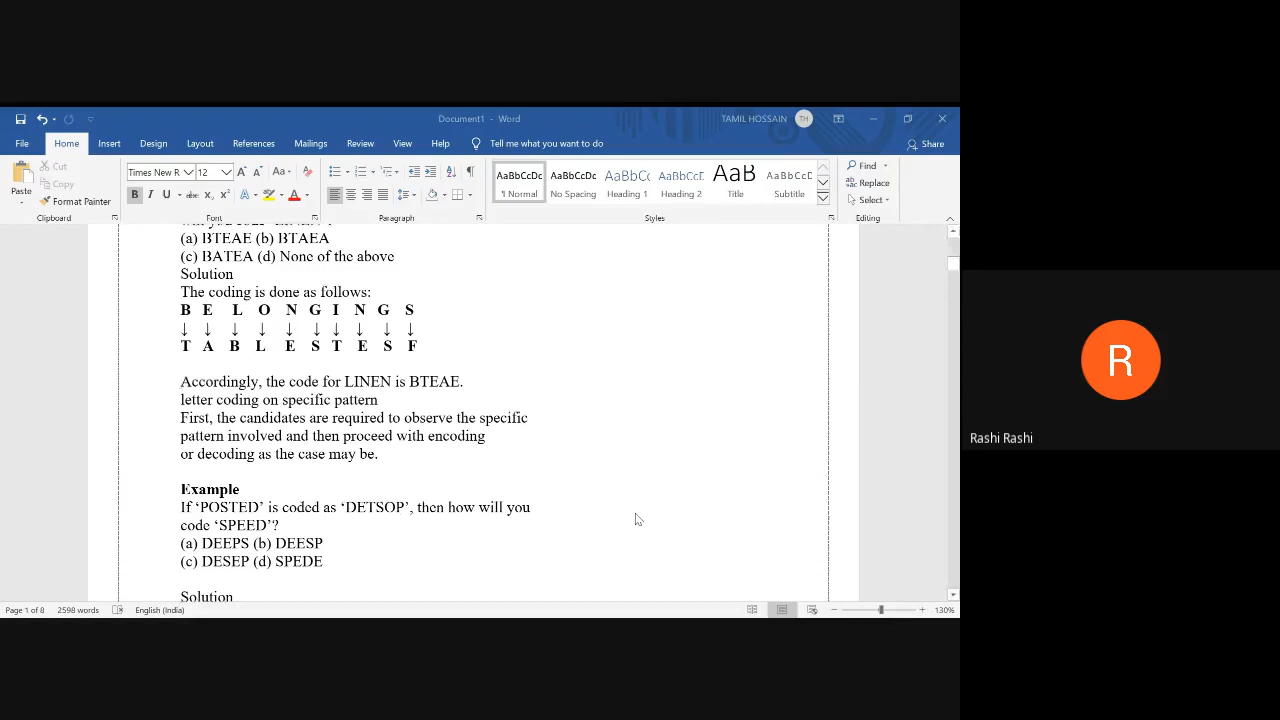 Document1 - Word
TAMIL HOSSAIN
TH
File Home Insert Design Layout References Mailings Review View Help Tell me what you want to do
Share
Paste
Cut
Copy
Format Painter
Clipboard
Times New R 12
Font
Paragraph
AaBbCcDc AaBbCcDc AaBbC( AaBbCcE AaB AaBbCcD
¶ Normal No Spacing Heading 1 Heading 2 Title Subtitle
Styles
Find
Replace
Select
Editing
(a) BTEAE (b) BTAEA
(c) BATEA (d) None of the above
Solution
The coding is done as follows:
B E L O N G I N G S
↓ ↓ ↓ ↓ ↓ ↓ ↓ ↓ ↓ ↓
T A B L E S T E S F
Accordingly, the code for LINEN is BTEAE.
letter coding on specific pattern
First, the candidates are required to observe the specific
pattern involved and then proceed with encoding
or decoding as the case may be.
Example
If ‘POSTED’ is coded as ‘DETSOP’, then how will you
code ‘SPEED’?
(a) DEEPS (b) DEESP
(c) DESEP (d) SPEDE
Solution
Page 1 of 8 2598 words English (India)
130%
R
Rashi Rashi